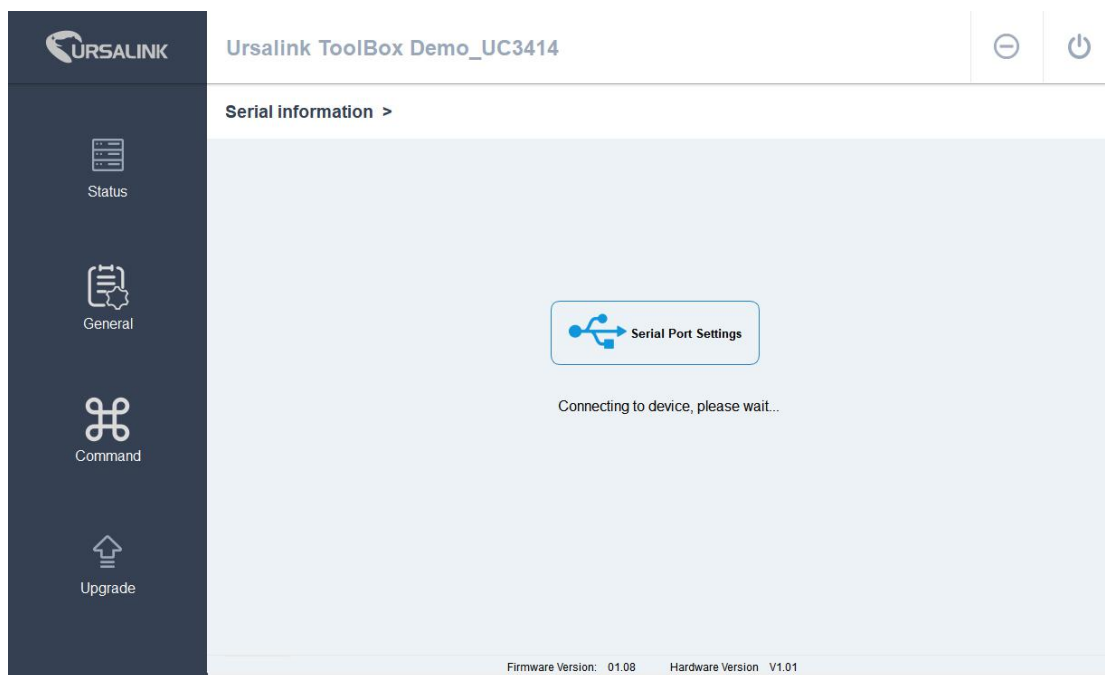 URSALINK
Ursalink ToolBox Demo_UC3414
Serial information >
Status
General
Command
Upgrade
Serial Port Settings
Connecting to device, please wait...
Firmware Version: 01.08 Hardware Version V1.01